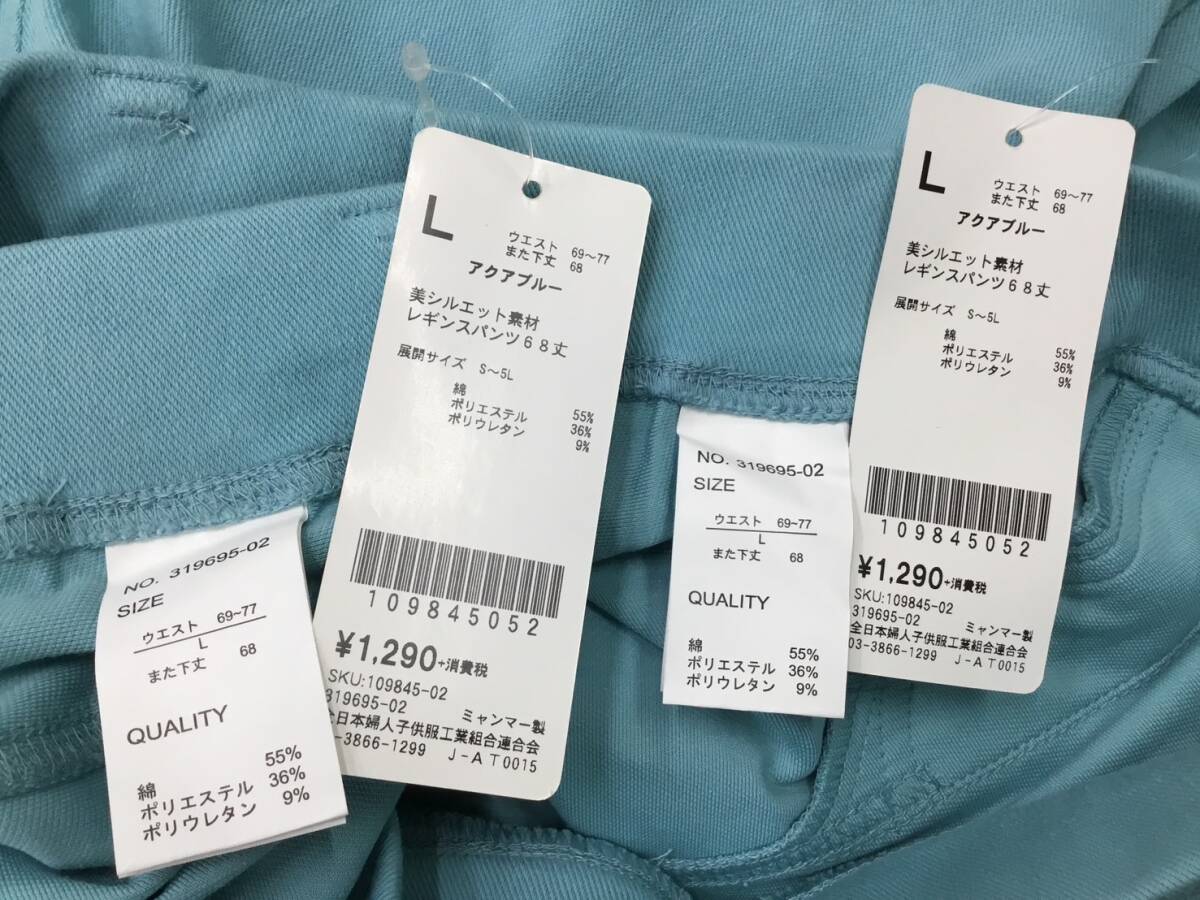 L
ウエスト 69～77
また下丈 68
アクアブルー
美シルエット素材
レギンスパンツ68丈
展開サイズ S～5L
綿 55%
ポリエステル 36%
ポリウレタン 9%
109845052
¥1,290+消費税
SKU:109845-02
319695-02 ミャンマー製
全日本婦人子供服工業組合連合会
-3866-1299 J-AT0015
L
ウエスト 69～77
また下丈 68
アクアブルー
美シルエット素材
レギンスパンツ68丈
展開サイズ S～5L
綿 55%
ポリエステル 36%
ポリウレタン 9%
109845052
¥1,290+消費税
SKU:109845-02
319695-02 ミャンマー製
全日本婦人子供服工業組合連合会
03-3866-1299 J-AT0015
NO. 319695-02
SIZE
ウエスト 69~77
L
また下丈 68
QUALITY
綿 55%
ポリエステル 36%
ポリウレタン 9%
NO. 319695-02
SIZE
ウエスト 69~77
L
また下丈 68
QUALITY
綿 55%
ポリエステル 36%
ポリウレタン 9%